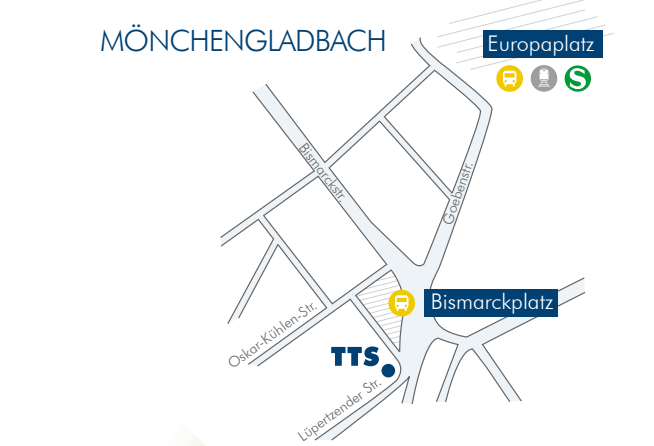 MÖNCHENGLADBACH
Europaplatz
S
Bismarckstr.
Goebenstr.
Bismarckplatz
Oskar-Kühlen-Str.
TTS
Lüpertzender Str.